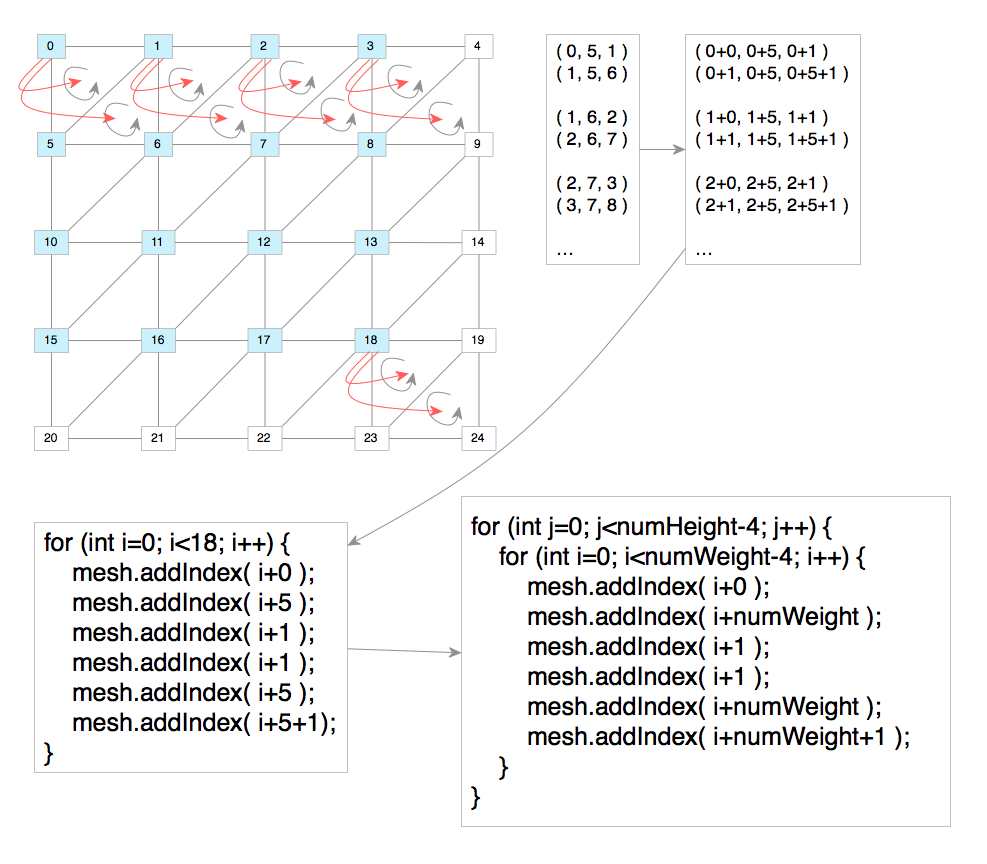 0 1 2 3 4
5 6 7 8 9
10 11 12 13 14
15 16 17 18 19
20 21 22 23 24
( 0, 5, 1 )
( 1, 5, 6 )
( 1, 6, 2 )
( 2, 6, 7 )
( 2, 7, 3 )
( 3, 7, 8 )
...
( 0+0, 0+5, 0+1 )
( 0+1, 0+5, 0+5+1 )
( 1+0, 1+5, 1+1 )
( 1+1, 1+5, 1+5+1 )
( 2+0, 2+5, 2+1 )
( 2+1, 2+5, 2+5+1 )
...
for (int i=0; i<18; i++) {
mesh.addIndex( i+0 );
mesh.addIndex( i+5 );
mesh.addIndex( i+1 );
mesh.addIndex( i+1 );
mesh.addIndex( i+5 );
mesh.addIndex( i+5+1);
}
for (int j=0; j<numHeight-4; j++) {
for (int i=0; i<numWeight-4; i++) {
mesh.addIndex( i+0 );
mesh.addIndex( i+numWeight );
mesh.addIndex( i+1 );
mesh.addIndex( i+1 );
mesh.addIndex( i+numWeight );
mesh.addIndex( i+numWeight+1 );
}
}